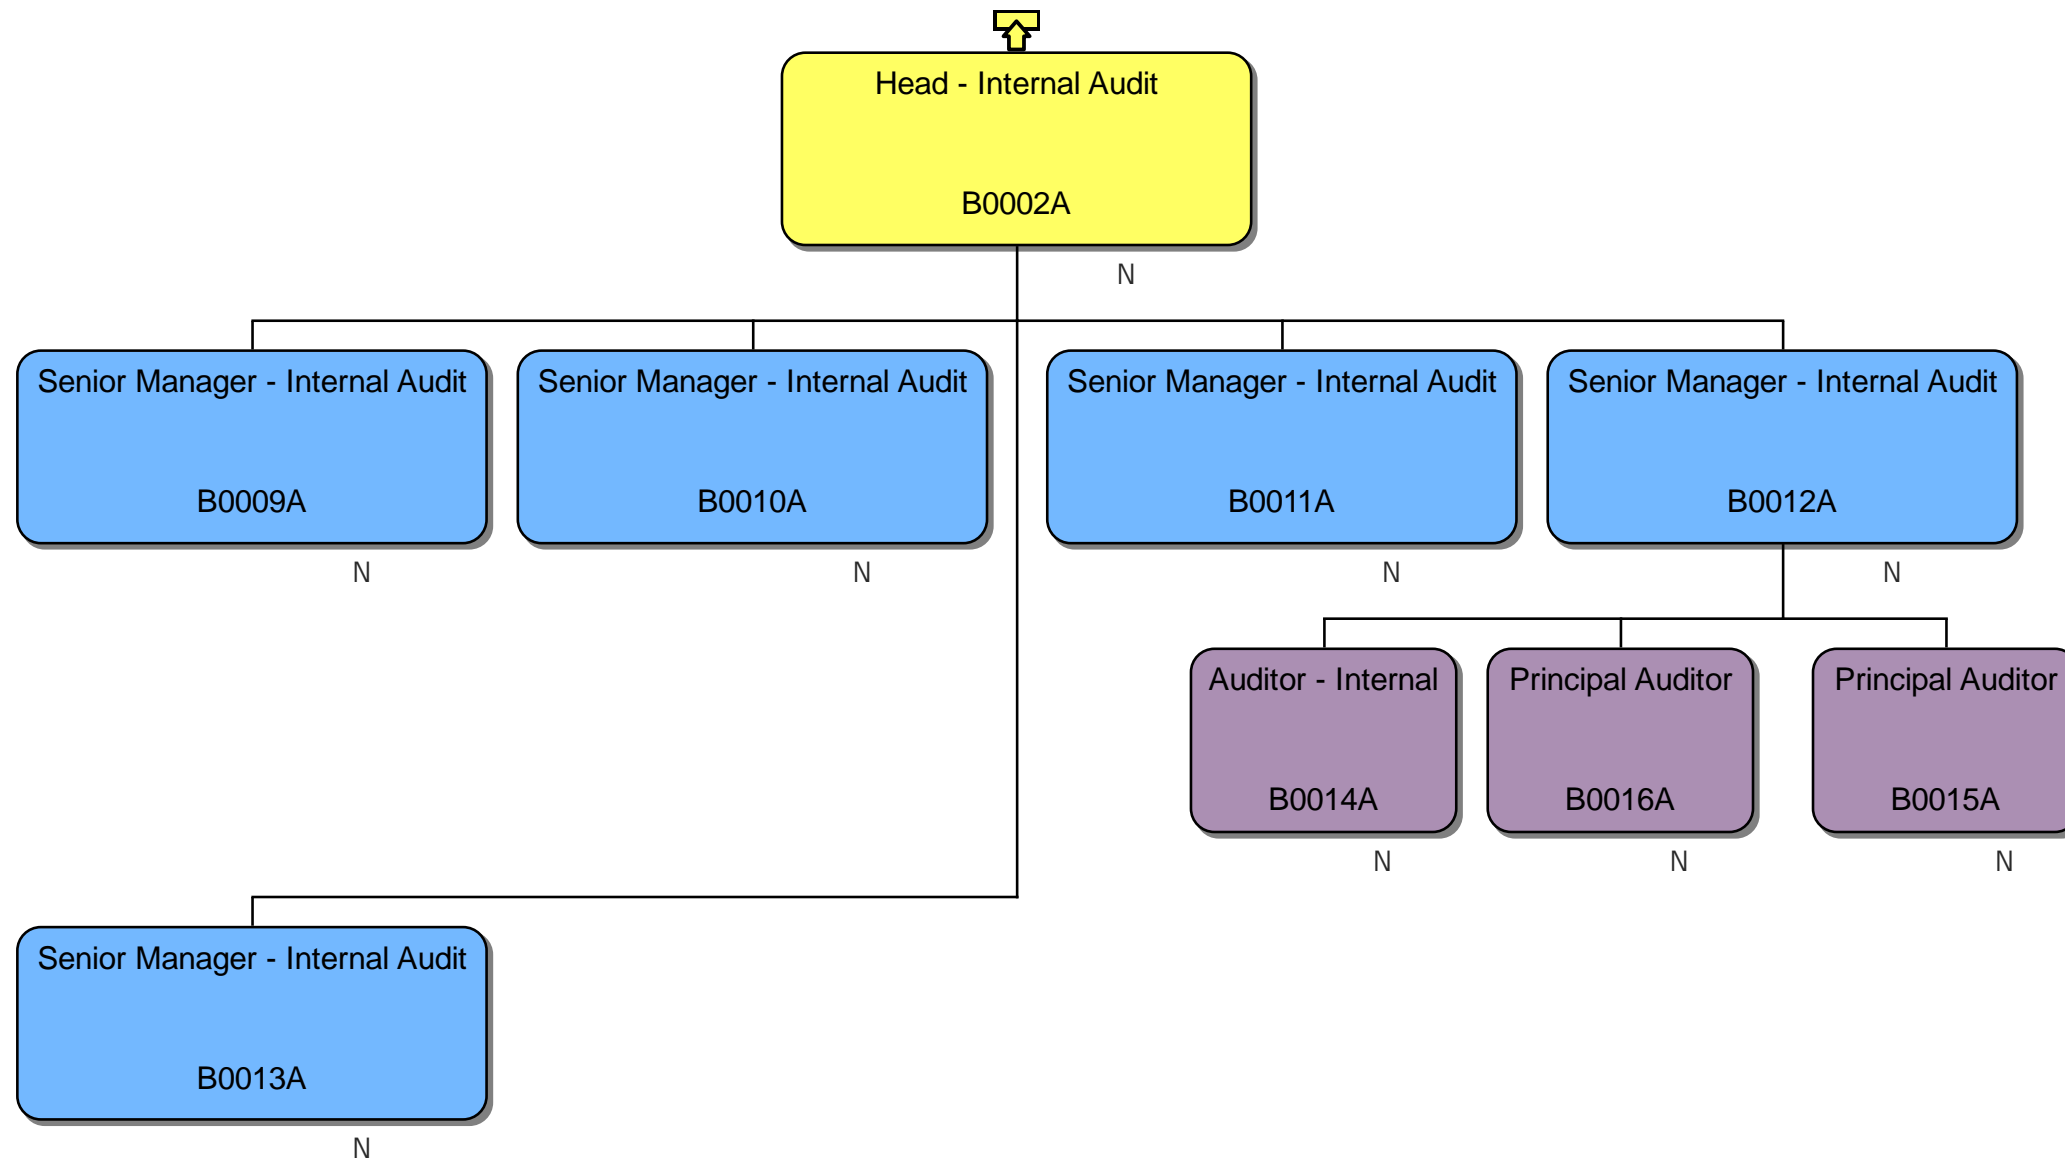 Head - Internal Audit
B0002A
N
Senior Manager - Internal Audit
B0009A
N
Senior Manager - Internal Audit
B0010A
N
Senior Manager - Internal Audit
B0011A
N
Senior Manager - Internal Audit
B0012A
N
Auditor - Internal
B0014A
N
Principal Auditor
B0016A
N
Principal Auditor
B0015A
N
Senior Manager - Internal Audit
B0013A
N